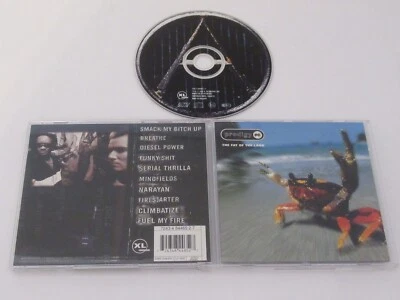 XL
SMACK MY BITCH UP
BREATHE
DIESEL POWER
FUNKY SHIT
SERIAL THRILLA
MINDFIELDS
NARAYAN
FIRESTARTER
CLIMBATIZE
FUEL MY FIRE
XL
prodigy
THE FAT OF THE LAND